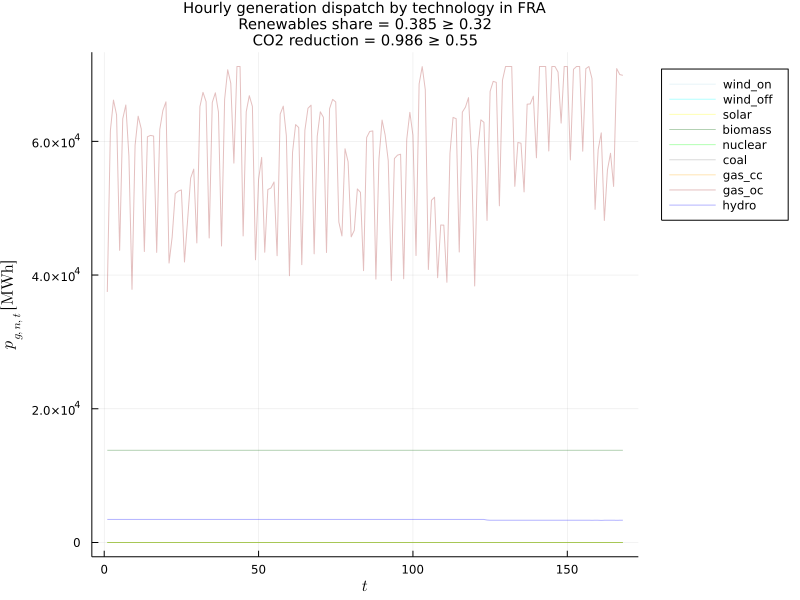 Hourly generation dispatch by technology in FRA
Renewables share = 0.385 ≥ 0.32
CO2 reduction = 0.986 ≥ 0.55
wind_on
wind_off
solar
biomass
nuclear
coal
gas_cc
gas_oc
hydro
6.0×10⁴
4.0×10⁴
2.0×10⁴
0
p_{g,n,t} [MWh]
0 50 100 150
t